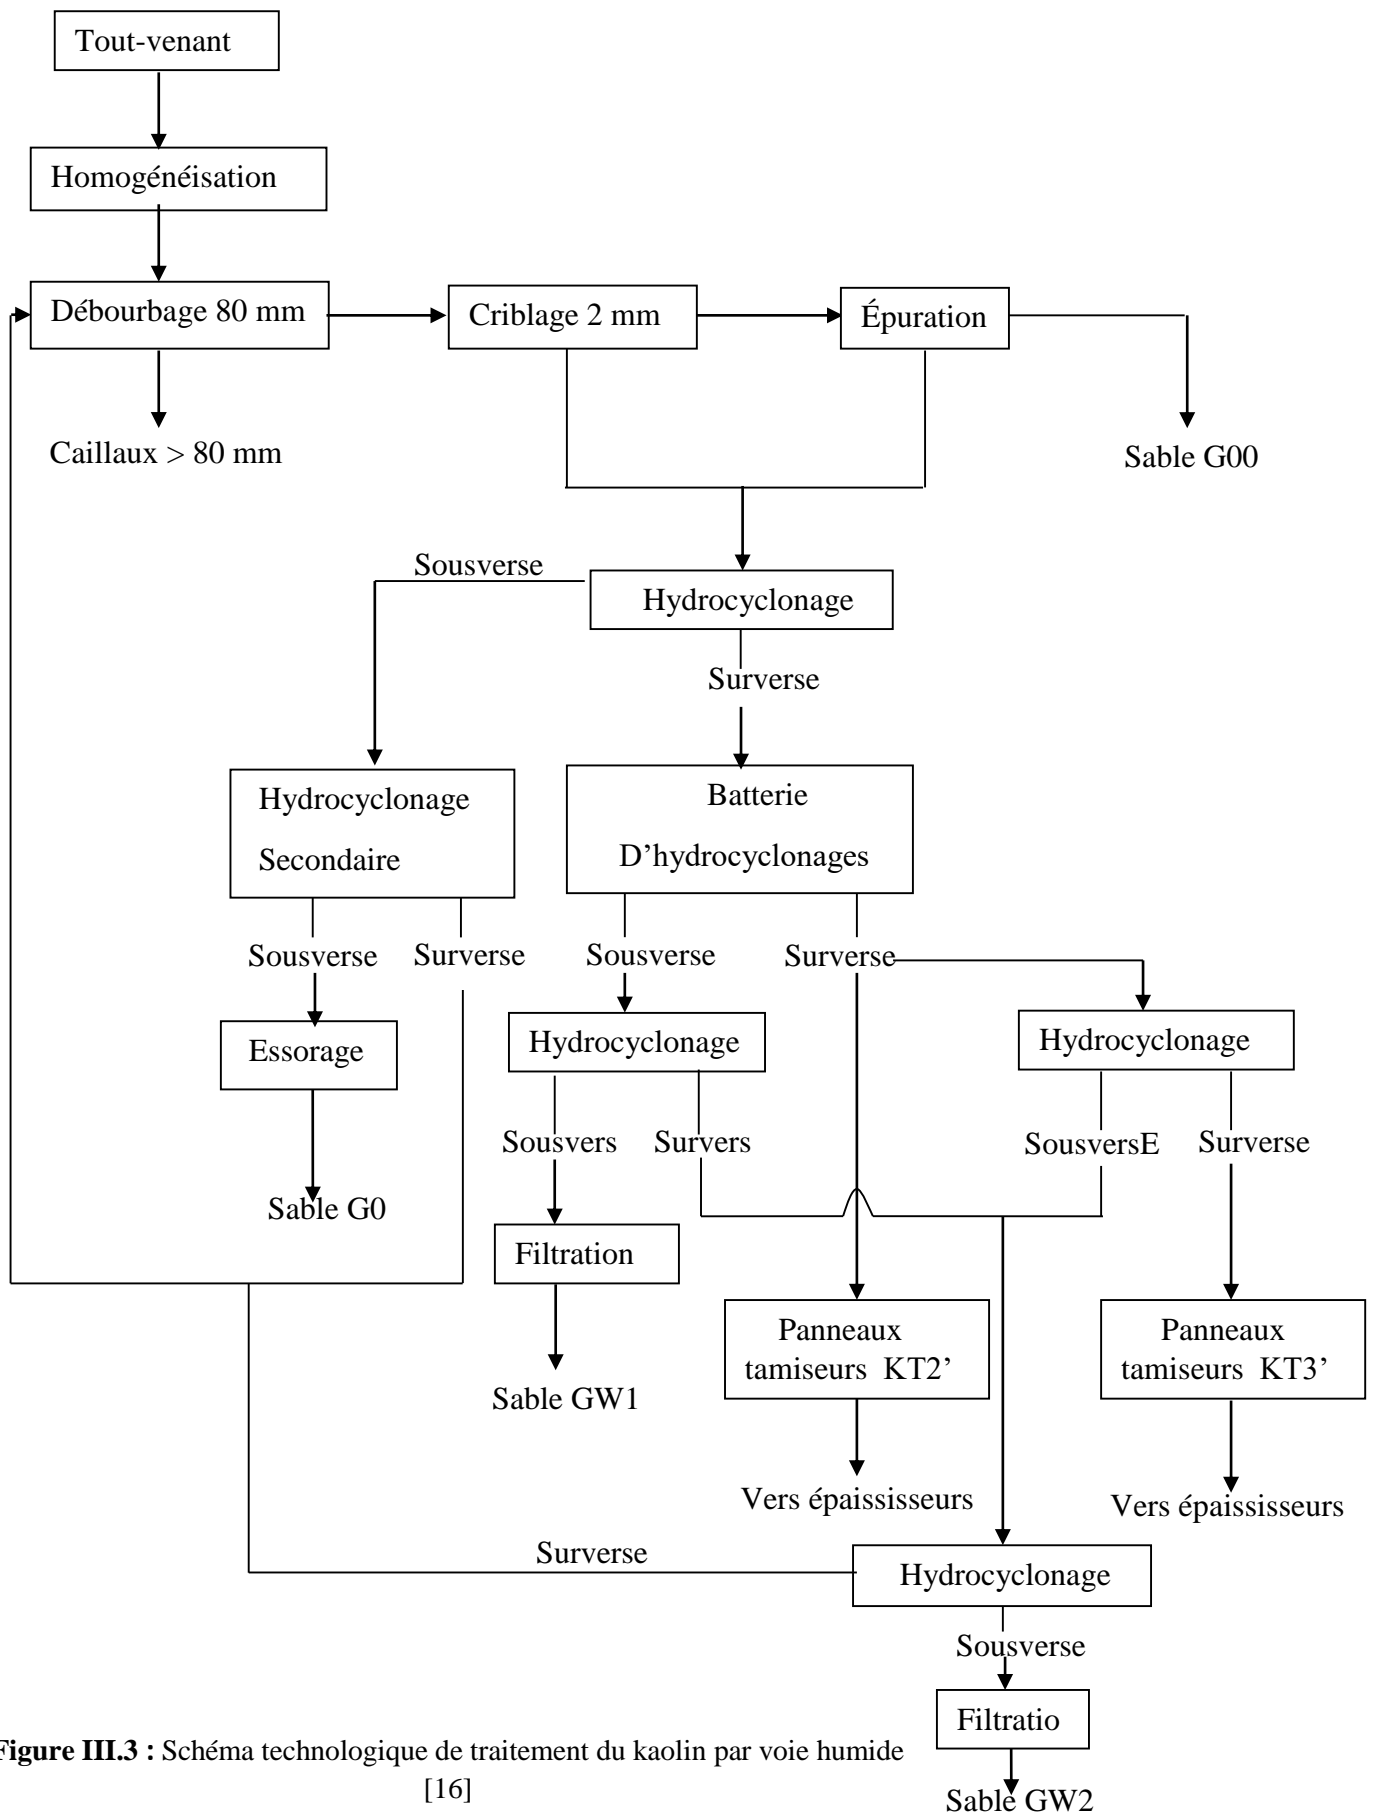 Tout-venant
Homogénéisation
Débourbage 80 mm
Criblage 2 mm
Épuration
Caillaux > 80 mm
Sable G00
Sousverse
Hydrocyclonage
Surverse
Hydrocyclonage
Secondaire
Batterie
D’hydrocyclonages
Sousverse
Surverse
Sousverse
Surverse
Essorage
Hydrocyclonage
Hydrocyclonage
Sousvers
Survers
SousversE
Surverse
Sable G0
Filtration
Panneaux
tamiseurs KT2’
Panneaux
tamiseurs KT3’
Sable GW1
Vers épaississeurs
Vers épaississeurs
Surverse
Hydrocyclonage
Sousverse
Filtratio
Sable GW2
Figure III.3 : Schéma technologique de traitement du kaolin par voie humide
[16]